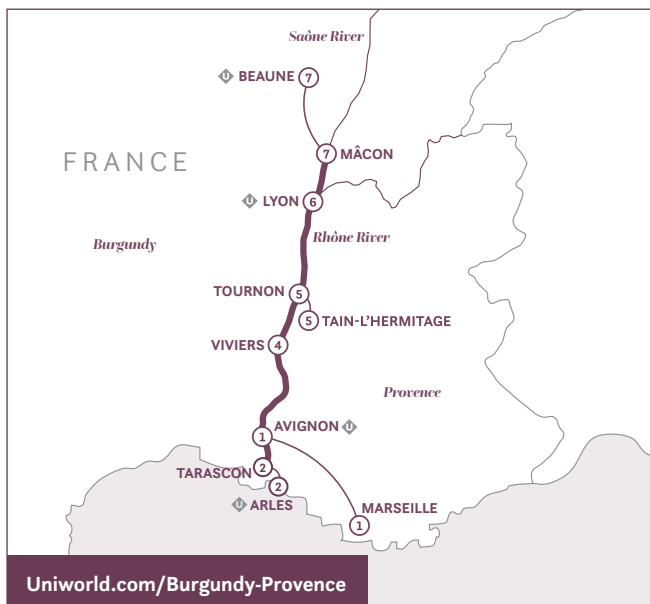 Saône River
U BEAUNE 7
FRANCE
7 MÂCON
U LYON 6
Rhône River
Burgundy
TOURNON 5
5 TAIN-L'HERMITAGE
VIVIERS 4
Provence
1 AVIGNON U
TARASCON 2
2
U ARLES
MARSEILLE
1
Uniworld.com/Burgundy-Provence